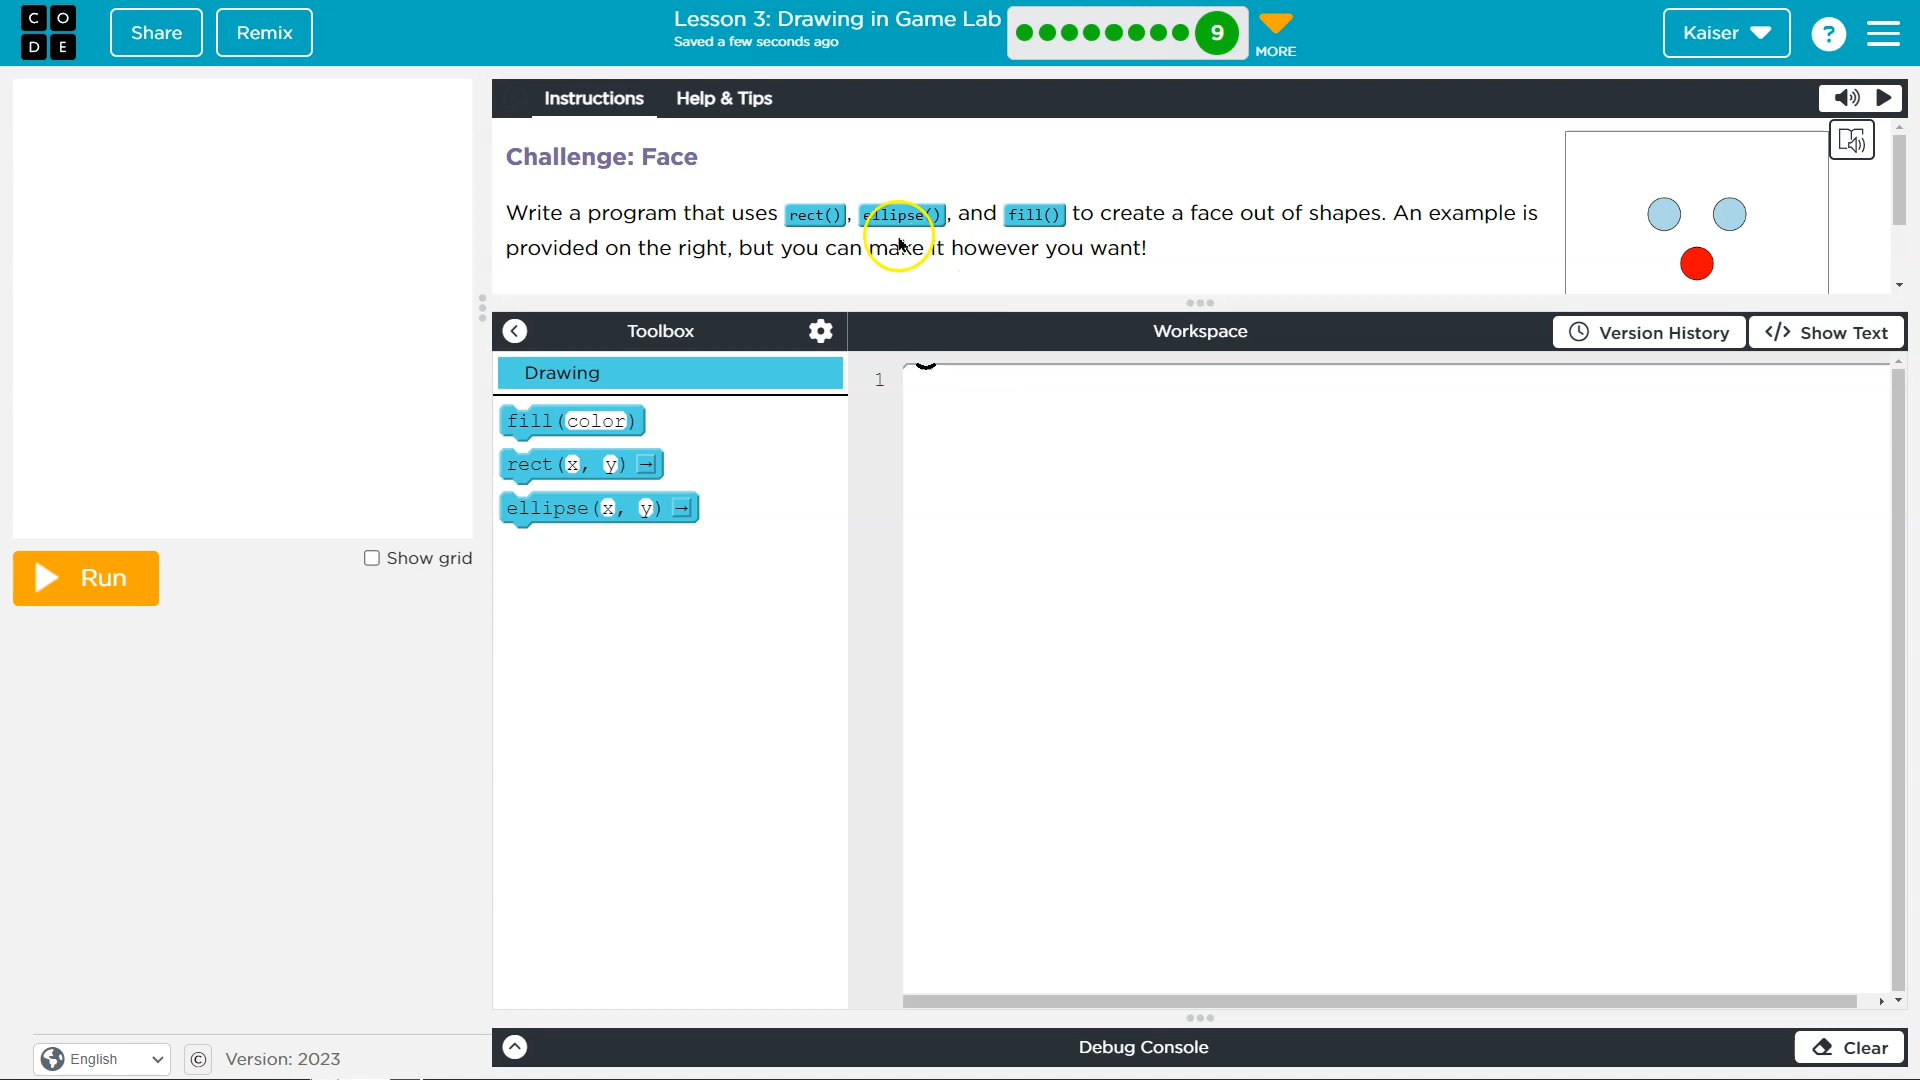 C O
D E
Share
Remix
Lesson 3: Drawing in Game Lab
Saved a few seconds ago
9
MORE
Kaiser
?
Instructions
Help & Tips
Challenge: Face
Write a program that uses rect(), ellipse(), and fill() to create a face out of shapes. An example is
provided on the right, but you can make it however you want!
Toolbox
Workspace
Version History
</> Show Text
Drawing
1
fill(color)
rect(x, y) →
ellipse(x, y) →
Show grid
Run
English
©
Version: 2023
Debug Console
Clear